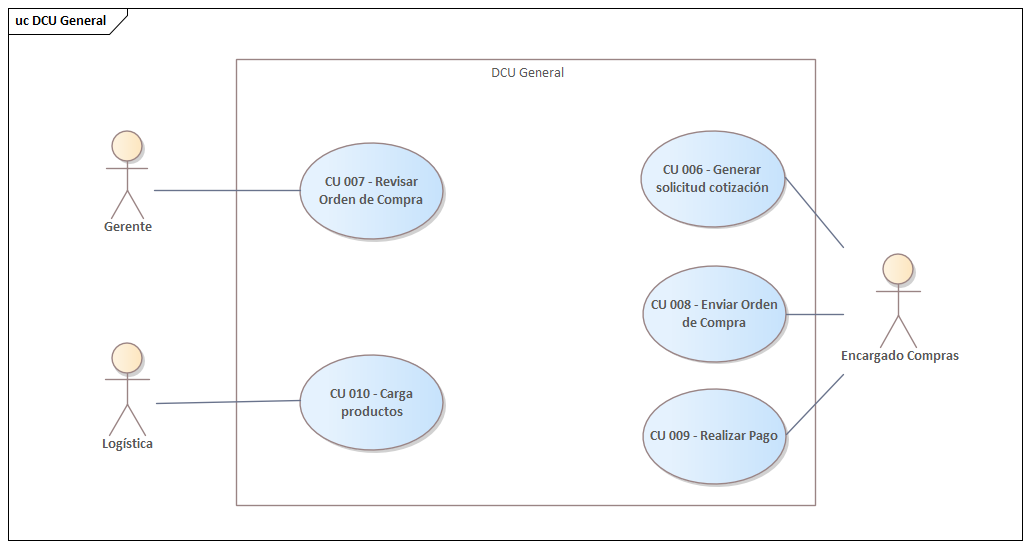 uc DCU General
DCU General
CU 007 - Revisar
Orden de Compra
Gerente
CU 006 - Generar
solicitud cotización
CU 008 - Enviar Orden
de Compra
Encargado Compras
CU 010 - Carga
productos
Logística
CU 009 - Realizar Pago